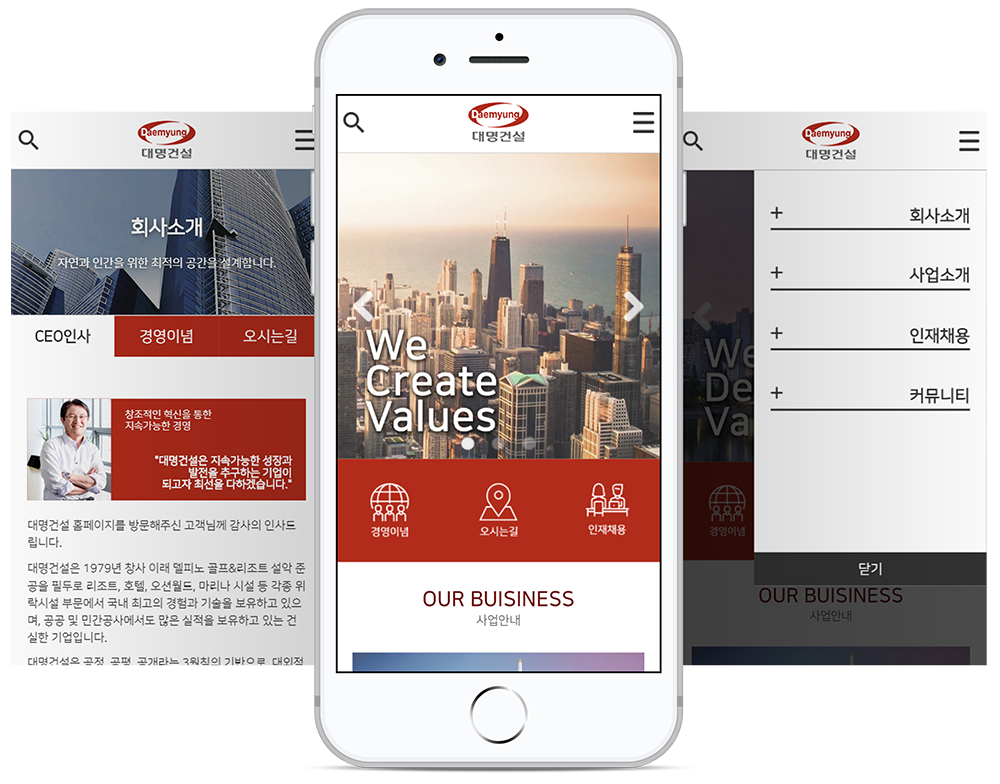 Daemyung
대명건설
회사소개
자연과 인간을 위한 최적의 공간을 설계합니다.
CEO인사
경영이념
오시는길
창조적인 혁신을 통한
지속가능한 경영
"대명건설은 지속가능한 성장과
발전을 추구하는 기업이
되고자 최선을 다하겠습니다."
대명건설 홈페이지를 방문해주신 고객님께 감사의 인사드
립니다.
대명건설은 1979년 창사 이래 델피노 골프&리조트 설악 준
공을 필두로 리조트, 호텔, 오션월드, 마리나 시설 등 각종 위
락시설 부문에서 국내 최고의 경험과 기술을 보유하고 있으
며, 공공 및 민간공사에서도 많은 실적을 보유하고 있는 건
실한 기업입니다.
대명건설은 공정, 공평, 공개라는 3원칙의 기반으로, 대외적
Daemyung
대명건설
We
Create
Values
경영이념
오시는길
인재채용
OUR BUISINESS
사업안내
Daemyung
대명건설
회사소개
사업소개
인재채용
커뮤니티
We
De
Va
경영이념
닫기
OUR BUISINESS
사업안내